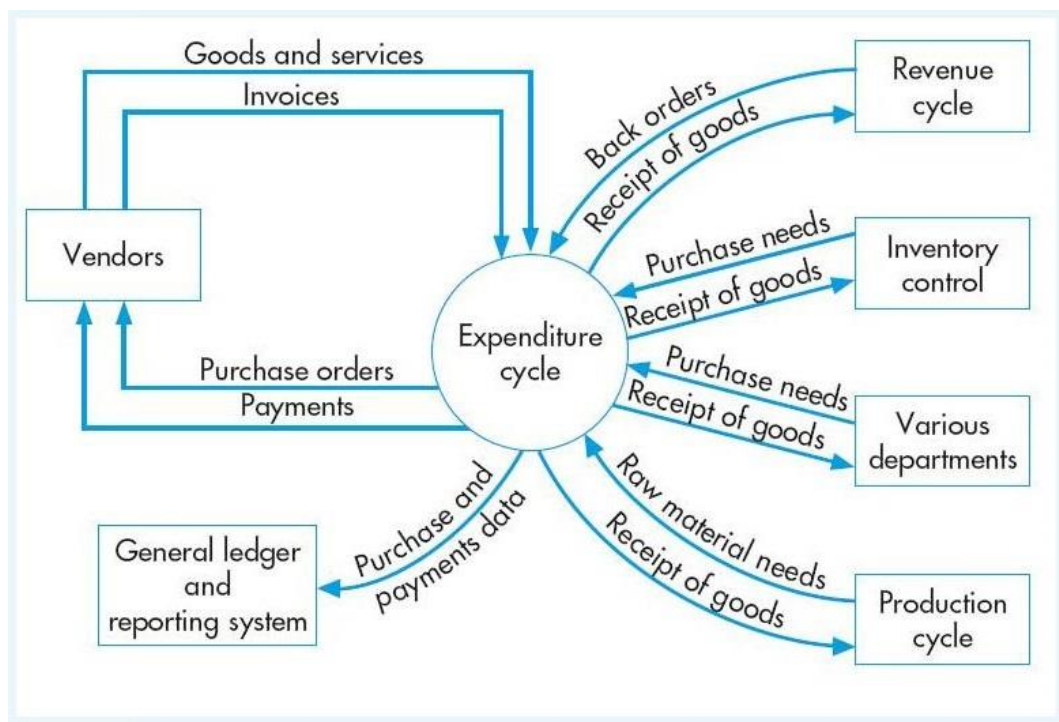 Goods and services
Invoices
Vendors
Purchase orders
Payments
Expenditure
cycle
Back orders
Receipt of goods
Revenue
cycle
Purchase needs
Receipt of goods
Inventory
control
Purchase needs
Receipt of goods
Various
departments
Raw material needs
Receipt of goods
Production
cycle
Purchase and
payments data
General ledger
and
reporting system